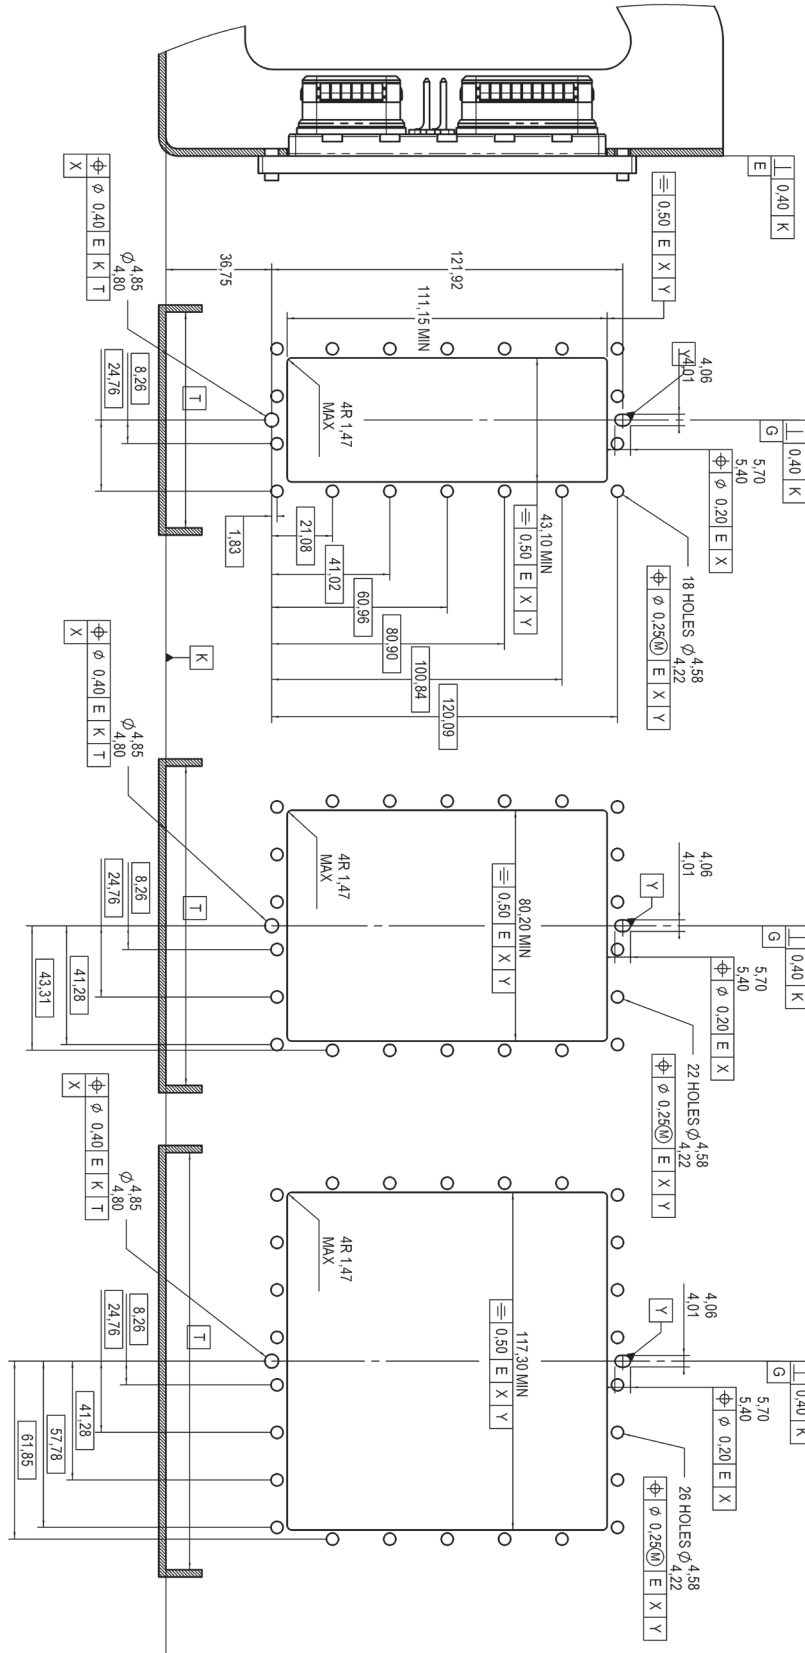 ⊥ 0,40 K
E
⌖ Ø 0,40 E K T
X
Ø 4,85
4,80
36,75
121,92
111,15 MIN
⌯ 0,50 E X Y
4,06
4,01
Y
⊥ 0,40 K
G
5,70
5,40
⌖ Ø 0,20 E X
4R 1,47
MAX
43,10 MIN
⌯ 0,50 E X Y
18 HOLES Ø 4,58
4,22
⌖ Ø 0,25 Ⓜ E X Y
8,26
24,76
T
1,83
21,08
41,02
60,96
80,90
100,84
120,09
K
⌖ Ø 0,40 E K T
X
Ø 4,85
4,80
4R 1,47
MAX
80,20 MIN
⌯ 0,50 E X Y
4,06
4,01
Y
⊥ 0,40 K
G
5,70
5,40
⌖ Ø 0,20 E X
22 HOLES Ø 4,58
4,22
⌖ Ø 0,25 Ⓜ E X Y
8,26
24,76
41,28
43,31
T
⌖ Ø 0,40 E K T
X
Ø 4,85
4,80
4R 1,47
MAX
117,30 MIN
⌯ 0,50 E X Y
4,06
4,01
Y
⊥ 0,40 K
G
5,70
5,40
⌖ Ø 0,20 E X
26 HOLES Ø 4,58
4,22
⌖ Ø 0,25 Ⓜ E X Y
8,26
24,76
41,28
57,78
61,85
T